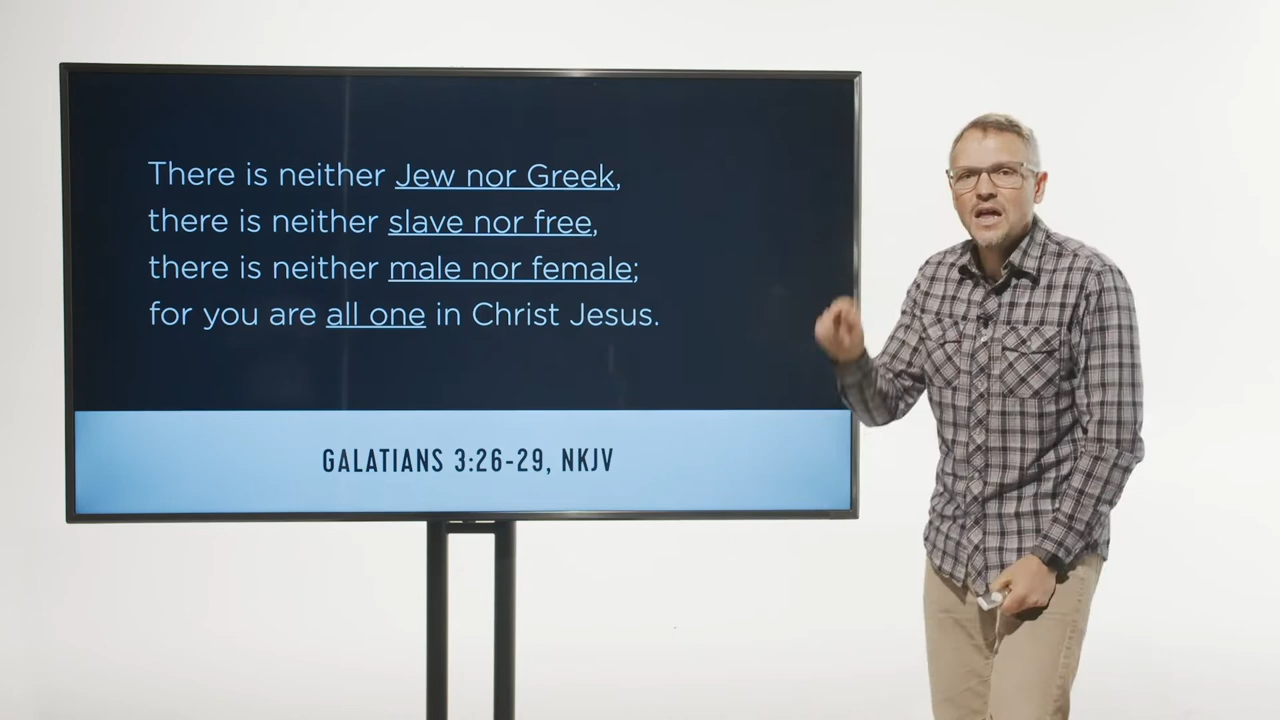 There is neither Jew nor Greek,
there is neither slave nor free,
there is neither male nor female;
for you are all one in Christ Jesus.
GALATIANS 3:26-29, NKJV